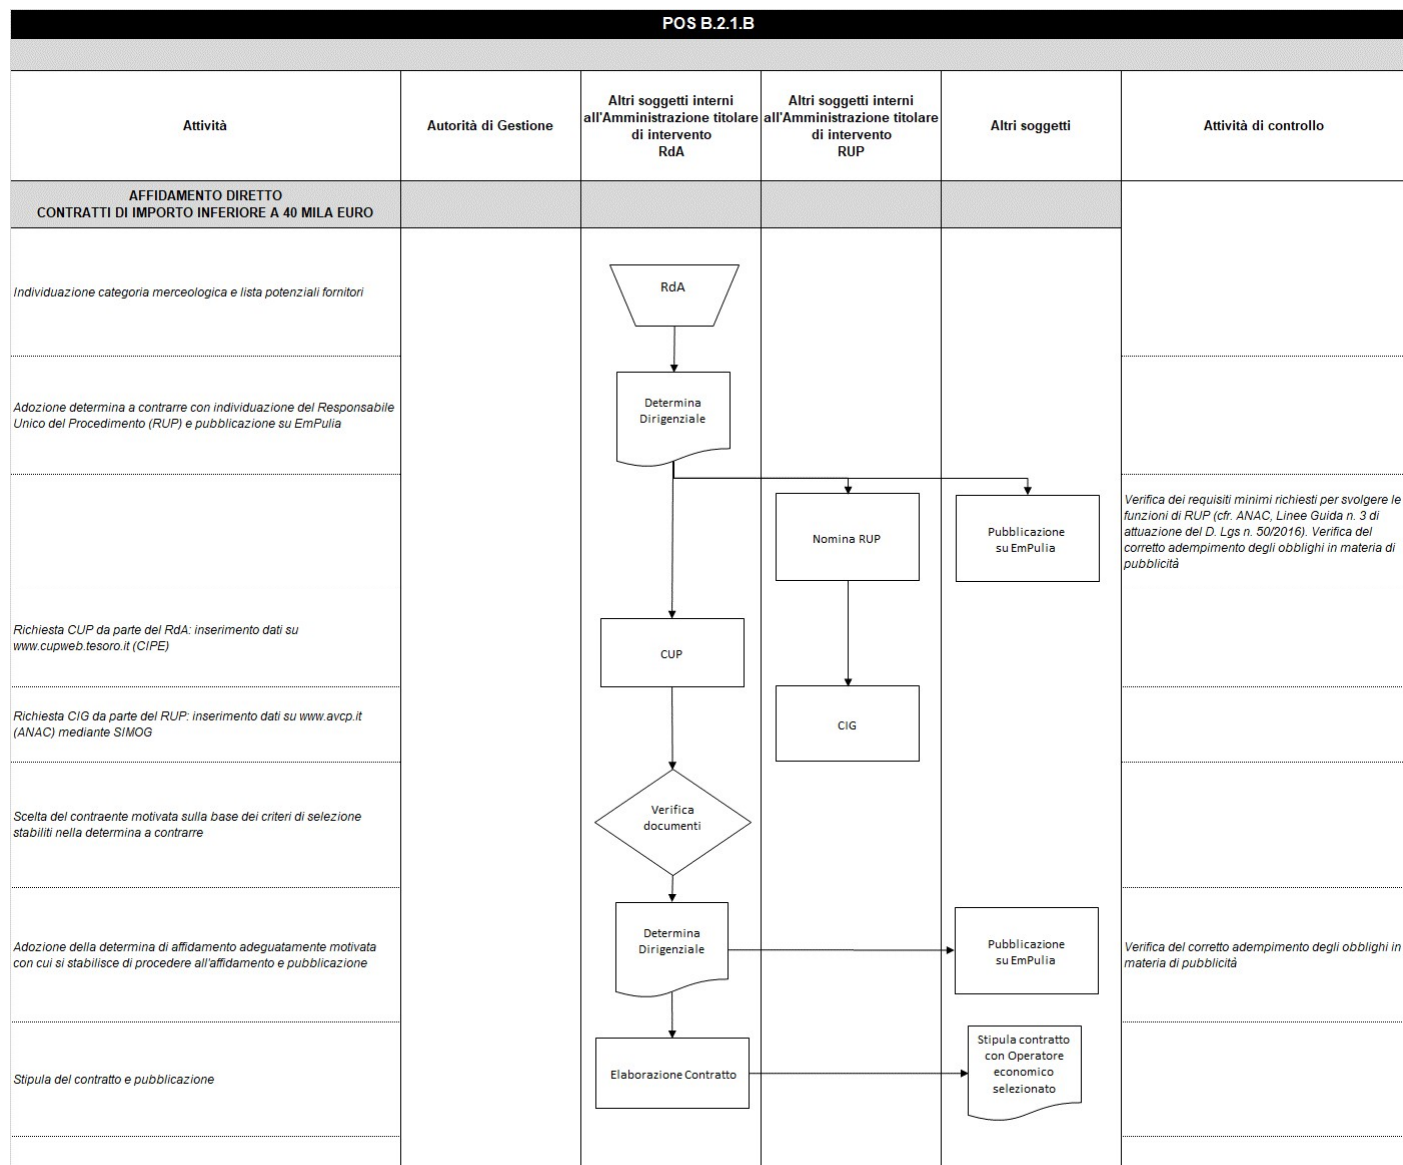 POS B.2.1.B
Attività
Autorità di Gestione
Altri soggetti interni
all'Amministrazione titolare
di intervento
RdA
Altri soggetti interni
all'Amministrazione titolare
di intervento
RUP
Altri soggetti
Attività di controllo
AFFIDAMENTO DIRETTO
CONTRATTI DI IMPORTO INFERIORE A 40 MILA EURO
Individuazione categoria merceologica e lista potenziali fornitori
RdA
Adozione determina a contrarre con individuazione del Responsabile
Unico del Procedimento (RUP) e pubblicazione su EmPulia
Determina
Dirigenziale
Nomina RUP
Pubblicazione
su EmPulia
Verifica dei requisiti minimi richiesti per svolgere le
funzioni di RUP (cfr. ANAC, Linee Guida n. 3 di
attuazione del D. Lgs n. 50/2016). Verifica del
corretto adempimento degli obblighi in materia di
pubblicità
Richiesta CUP da parte del RdA: inserimento dati su
www.cupweb.tesoro.it (CIPE)
CUP
Richiesta CIG da parte del RUP: inserimento dati su www.avcp.it
(ANAC) mediante SIMOG
CIG
Scelta del contraente motivata sulla base dei criteri di selezione
stabiliti nella determina a contrarre
Verifica
documenti
Adozione della determina di affidamento adeguatamente motivata
con cui si stabilisce di procedere all'affidamento e pubblicazione
Determina
Dirigenziale
Pubblicazione
su EmPulia
Verifica del corretto adempimento degli obblighi in
materia di pubblicità
Stipula del contratto e pubblicazione
Elaborazione Contratto
Stipula contratto
con Operatore
economico
selezionato